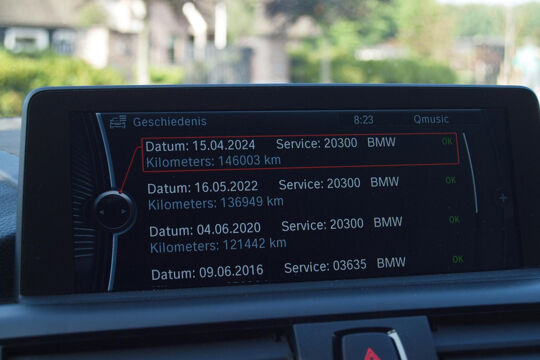 Geschiedenis 8:23 Qmusic
Datum: 15.04.2024 Service: 20300 BMW OK
Kilometers: 146003 km
Datum: 16.05.2022 Service: 20300 BMW OK
Kilometers: 136949 km
Datum: 04.06.2020 Service: 20300 BMW OK
Kilometers: 121442 km
Datum: 09.06.2016 Service: 03635 BMW OK